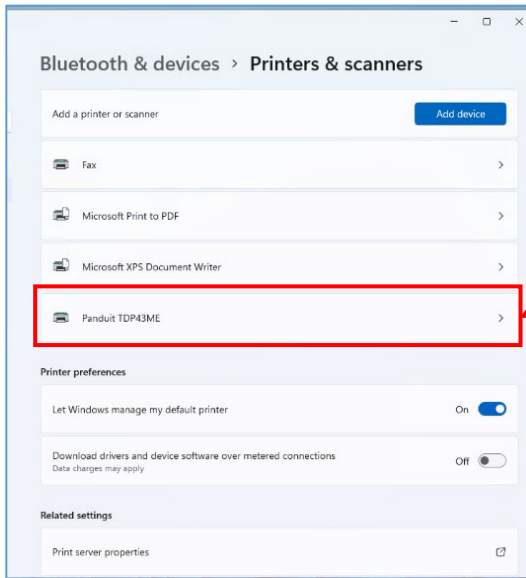 Bluetooth & devices > Printers & scanners
Add a printer or scanner
Add device
Fax
Microsoft Print to PDF
Microsoft XPS Document Writer
Panduit TDP43ME
Printer preferences
Let Windows manage my default printer
On
Download drivers and device software over metered connections
Data charges may apply
Off
Related settings
Print server properties